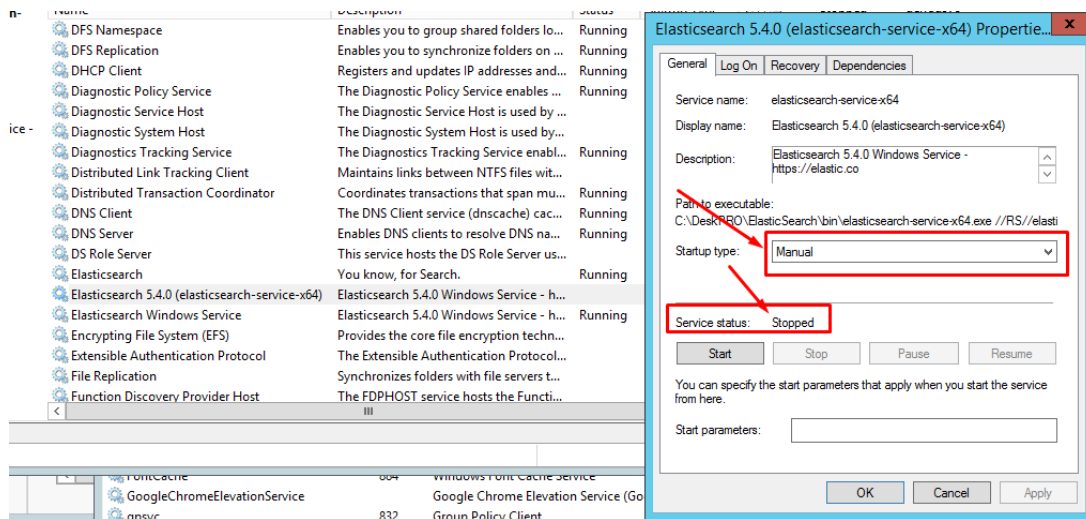 n-
Name Description Status
DFS Namespace Enables you to group shared folders lo... Running
DFS Replication Enables you to synchronize folders on ... Running
DHCP Client Registers and updates IP addresses and... Running
Diagnostic Policy Service The Diagnostic Policy Service enables ... Running
Diagnostic Service Host The Diagnostic Service Host is used by ...
ice - Diagnostic System Host The Diagnostic System Host is used by...
Diagnostics Tracking Service The Diagnostics Tracking Service enabl... Running
Distributed Link Tracking Client Maintains links between NTFS files wit...
Distributed Transaction Coordinator Coordinates transactions that span mu... Running
DNS Client The DNS Client service (dnscache) cac... Running
DNS Server Enables DNS clients to resolve DNS na... Running
DS Role Server This service hosts the DS Role Server us...
Elasticsearch You know, for Search. Running
Elasticsearch 5.4.0 (elasticsearch-service-x64) Elasticsearch 5.4.0 Windows Service - h...
Elasticsearch Windows Service Elasticsearch 5.4.0 Windows Service - h... Running
Encrypting File System (EFS) Provides the core file encryption techn...
Extensible Authentication Protocol The Extensible Authentication Protocol...
File Replication Synchronizes folders with file servers t...
Function Discovery Provider Host The FDPHOST service hosts the Functi...
FontCache 884 Windows Font Cache Service
GoogleChromeElevationService Google Chrome Elevation Service (Go
gpsvc 832 Group Policy Client
Elasticsearch 5.4.0 (elasticsearch-service-x64) Propertie... x
General Log On Recovery Dependencies
Service name: elasticsearch-service-x64
Display name: Elasticsearch 5.4.0 (elasticsearch-service-x64)
Description: Elasticsearch 5.4.0 Windows Service -
https://elastic.co
Path to executable:
C:\DeskPRO\ElasticSearch\bin\elasticsearch-service-x64.exe //RS//elasti
Startup type: Manual
Service status: Stopped
Start Stop Pause Resume
You can specify the start parameters that apply when you start the service
from here.
Start parameters:
OK Cancel Apply